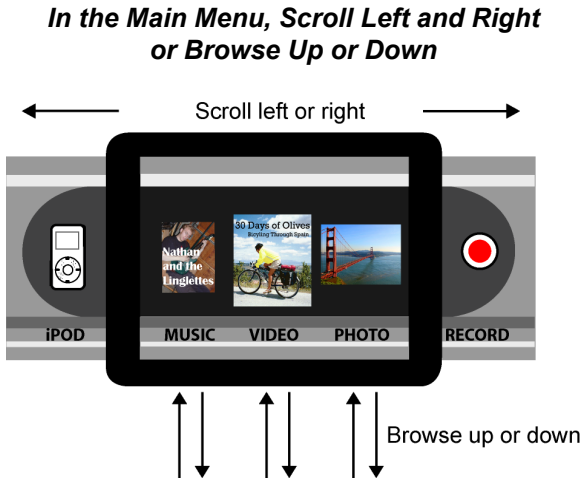 In the Main Menu, Scroll Left and Right
or Browse Up or Down
Scroll left or right
Nathan
and the
Linglettes
30 Days of Olives
Bicyling Through Spain
iPOD
MUSIC
VIDEO
PHOTO
RECORD
Browse up or down